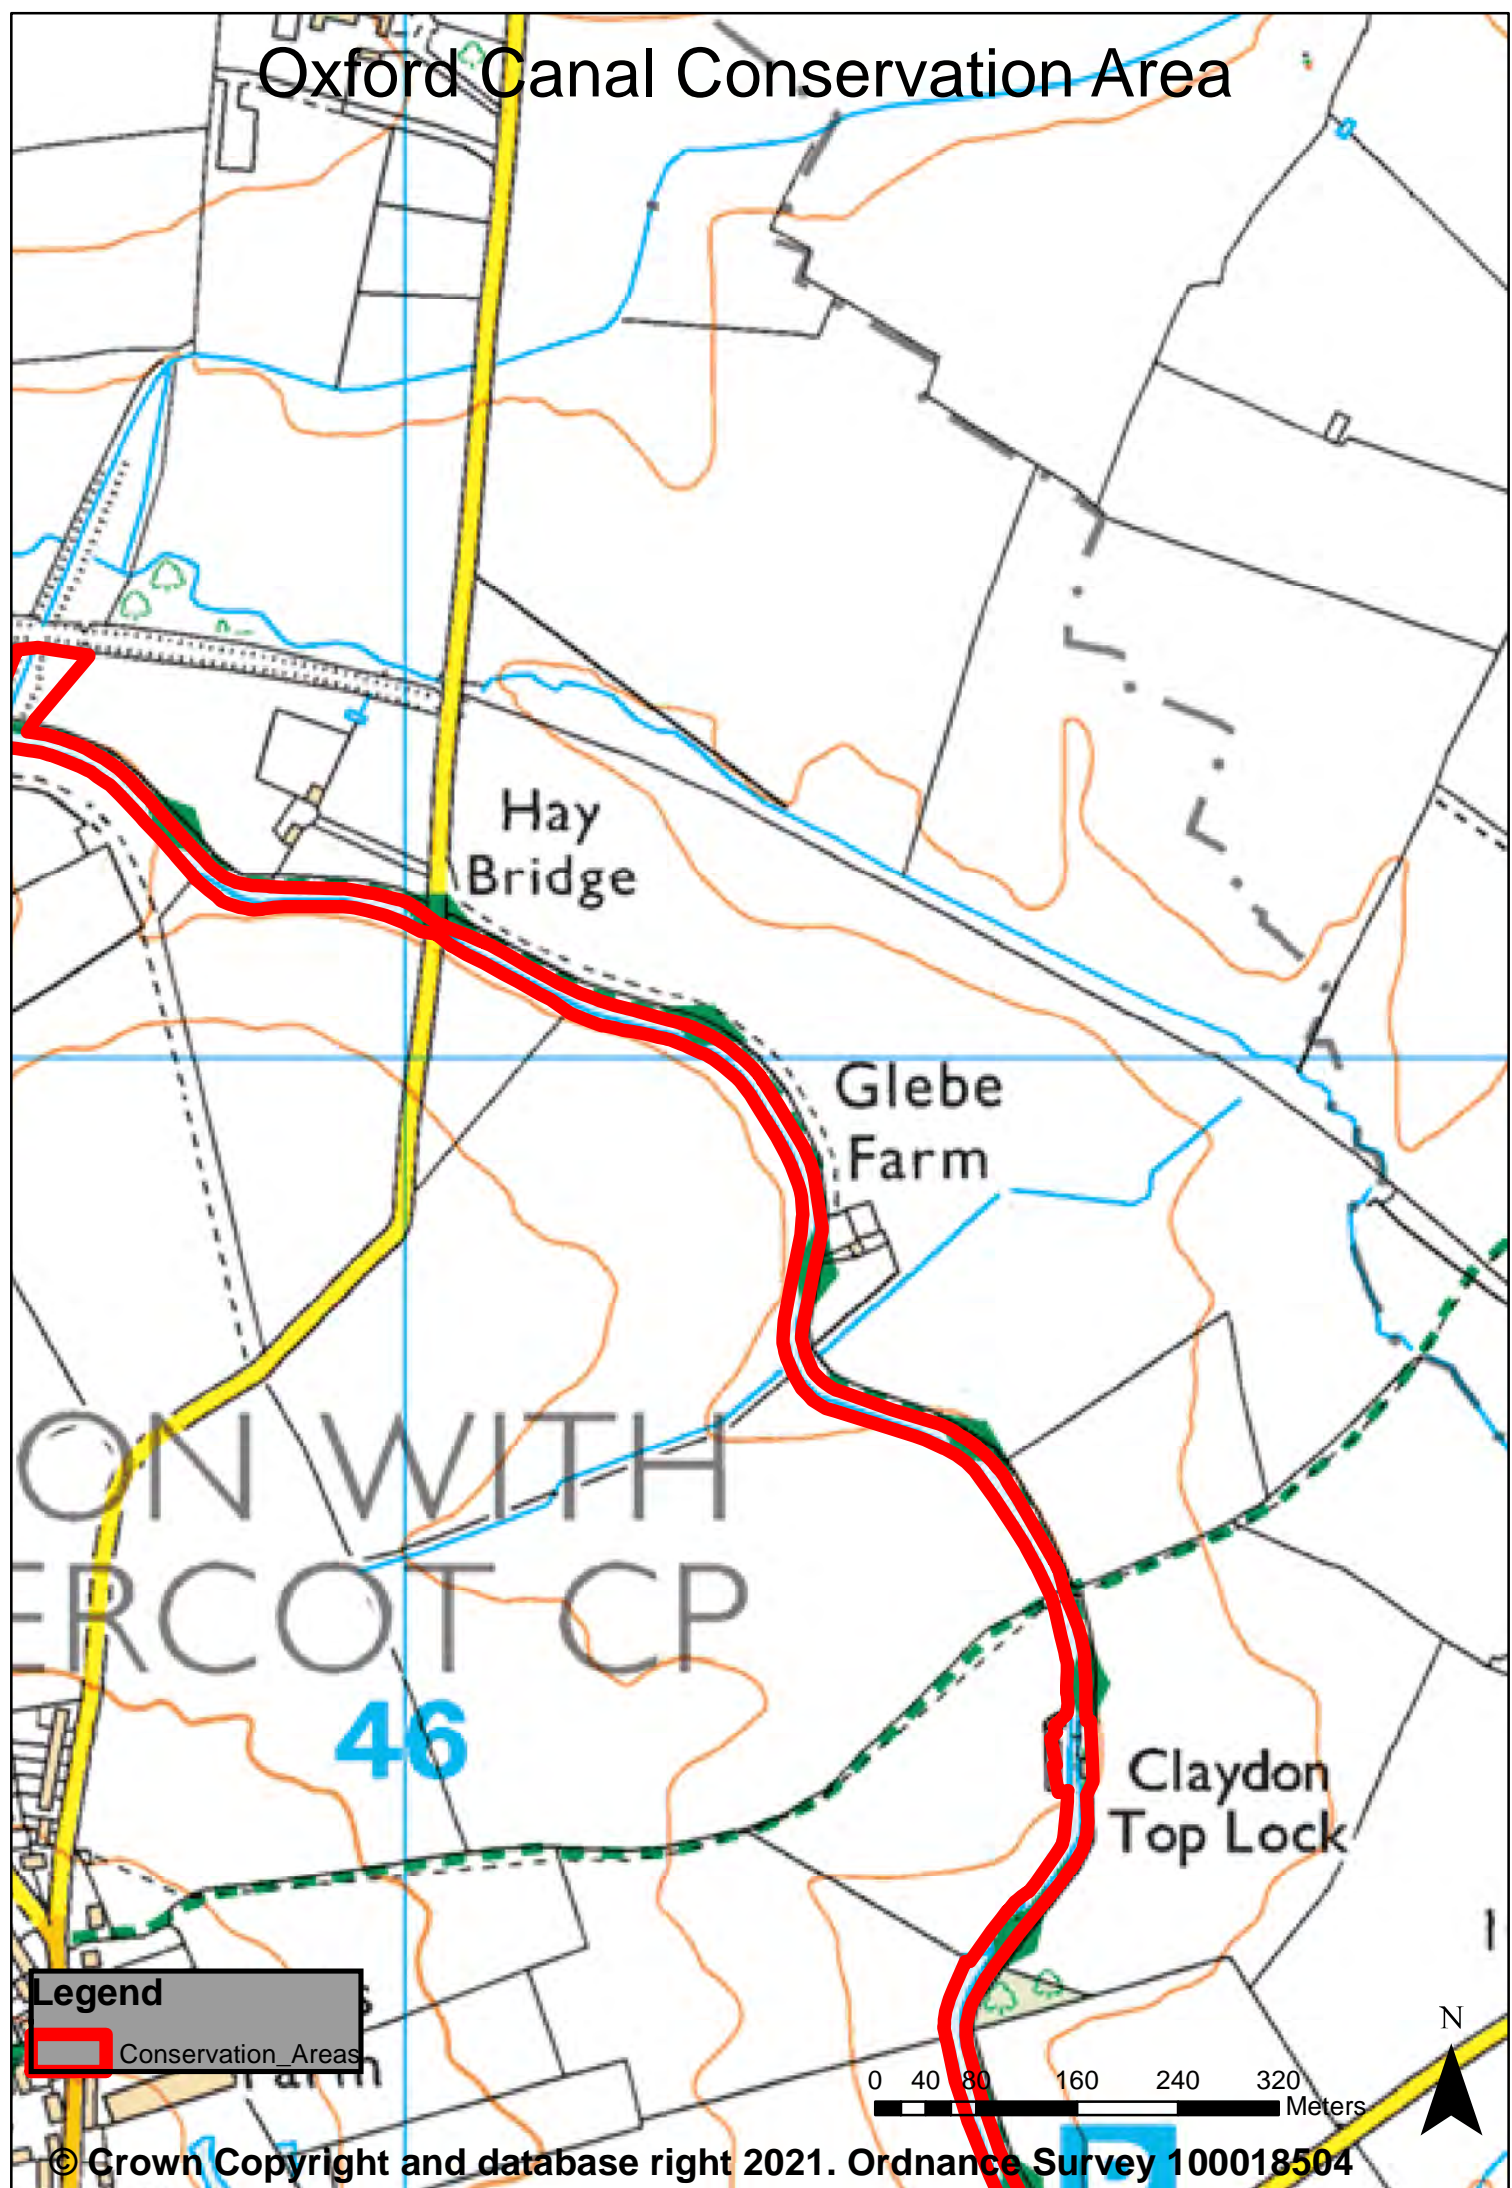 Oxford Canal Conservation Area
Hay
Bridge
Glebe
Farm
ON WITH
ERCOT CP
46
Claydon
Top Lock
Legend
Conservation_Areas
N
0 40 80 160 240 320
Meters
© Crown Copyright and database right 2021. Ordnance Survey 100018504